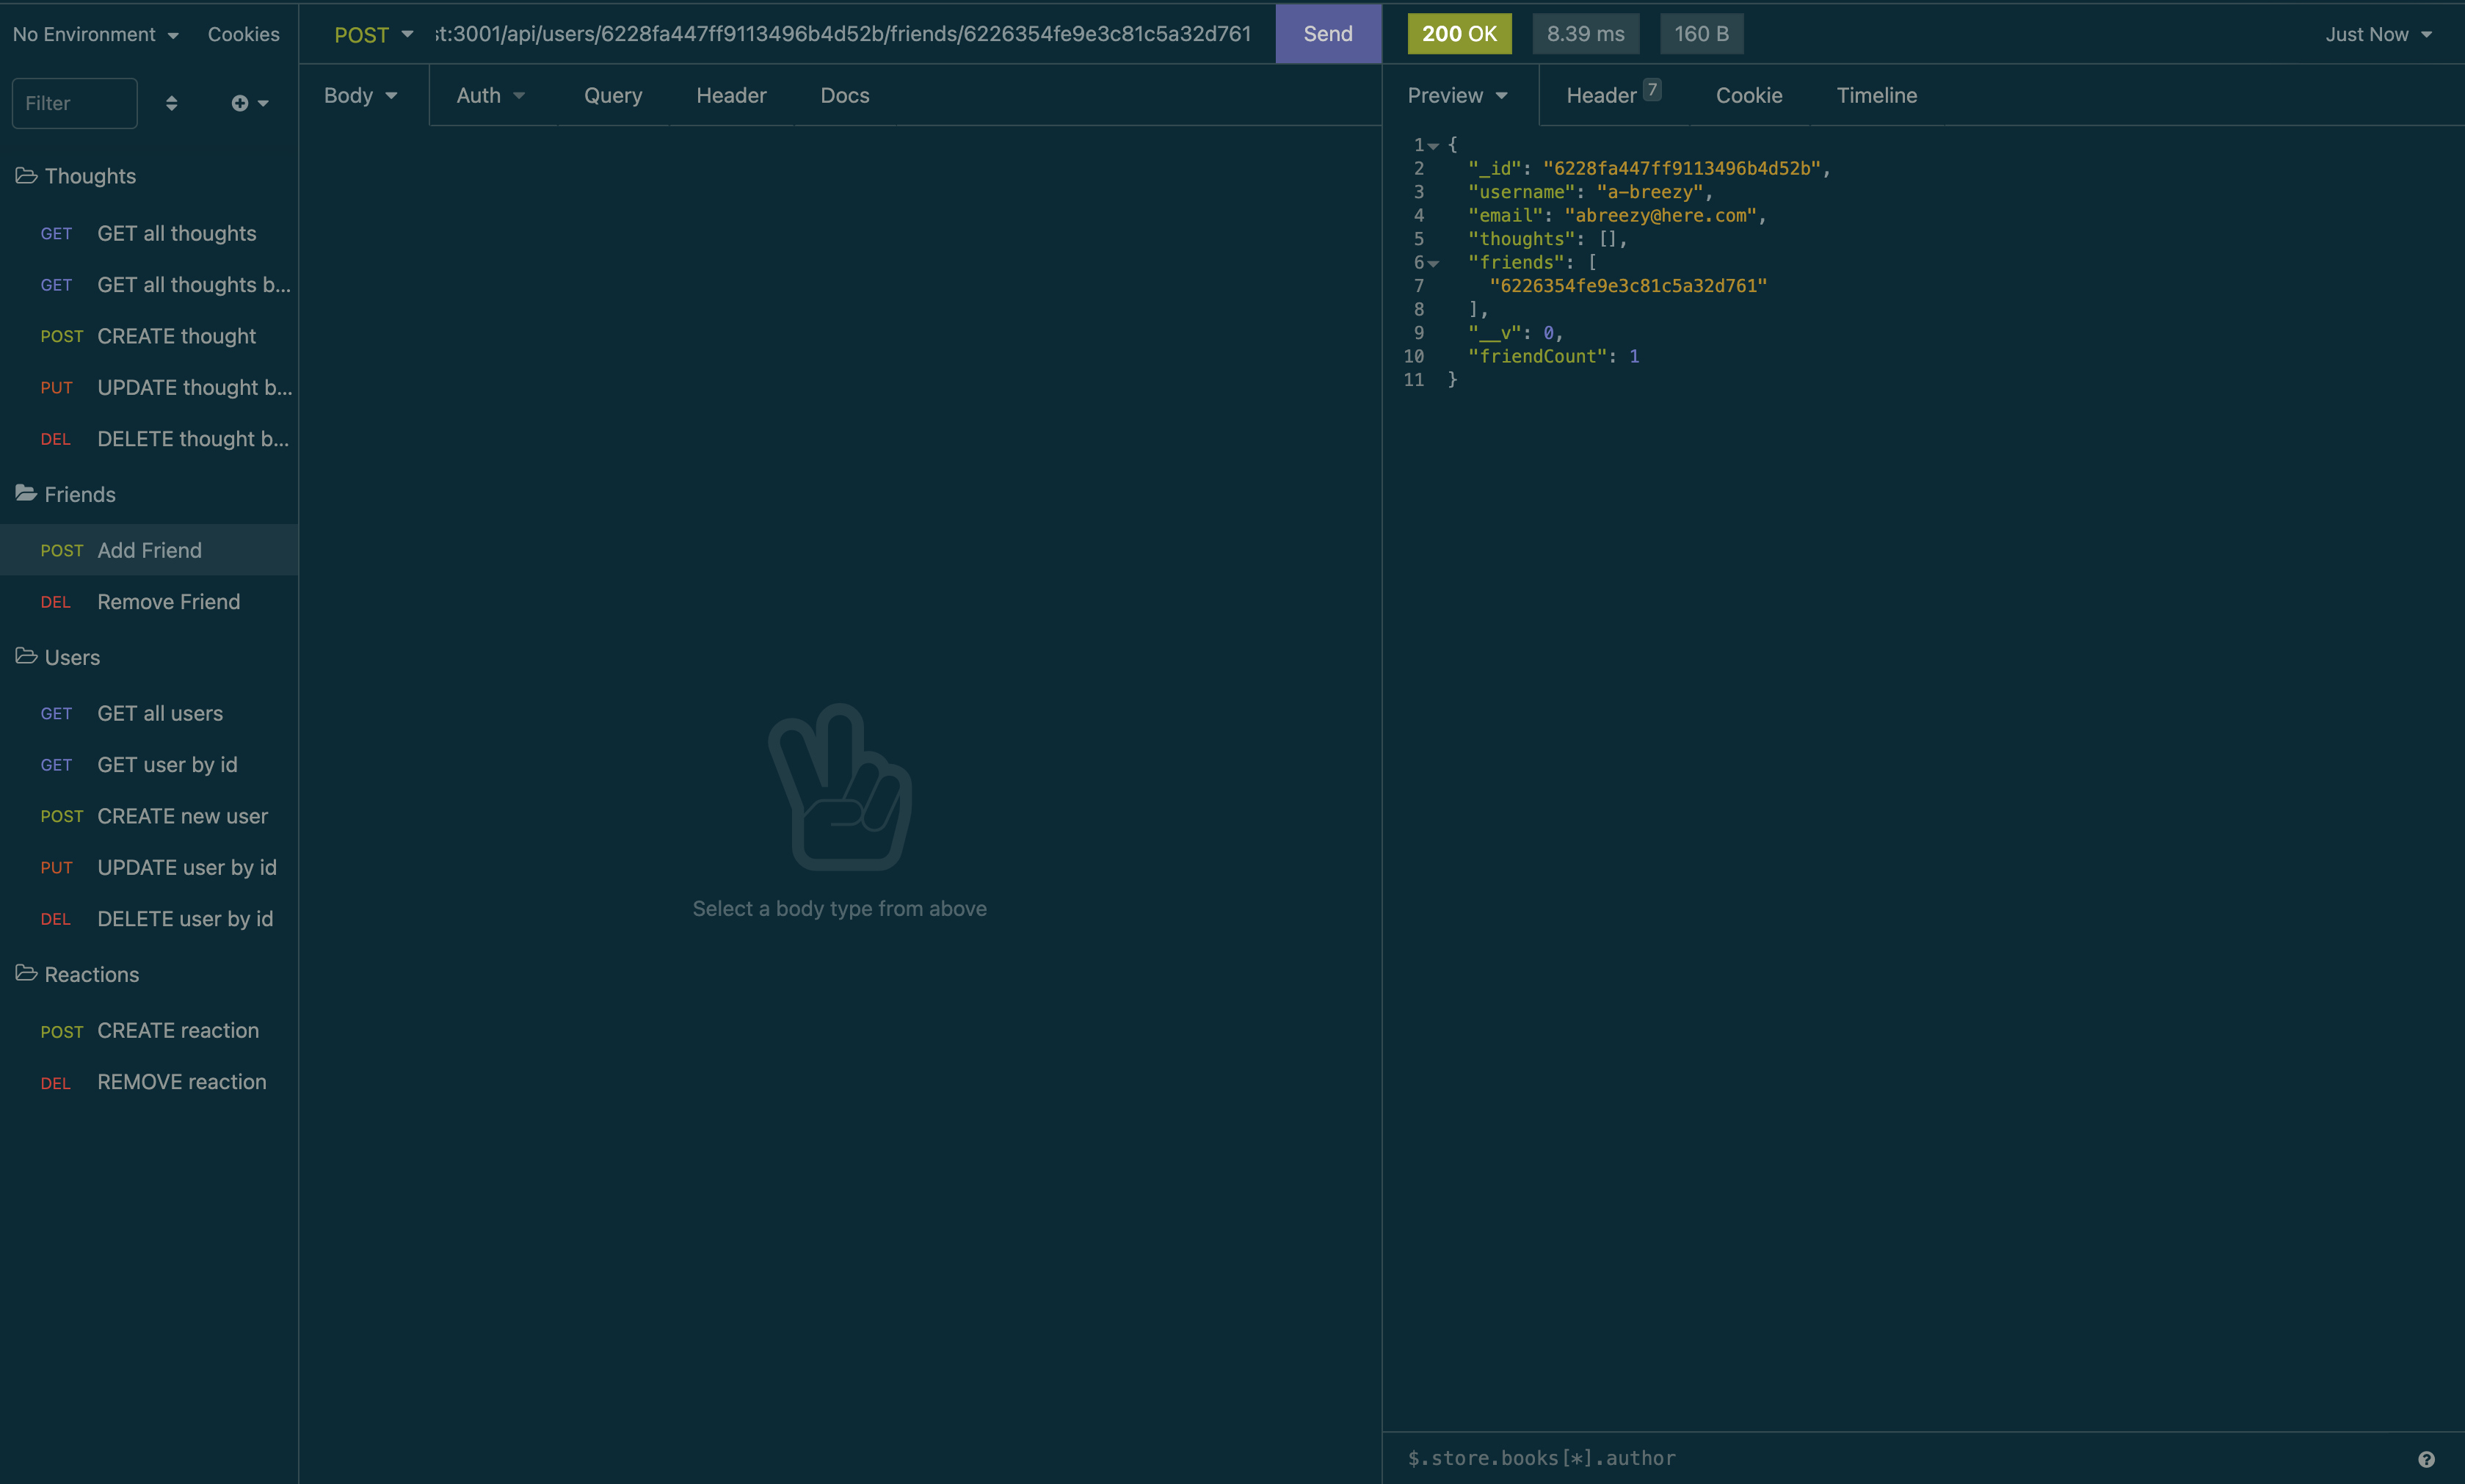 No Environment Cookies
Filter
Thoughts
GET GET all thoughts
GET GET all thoughts b...
POST CREATE thought
PUT UPDATE thought b...
DEL DELETE thought b...
Friends
POST Add Friend
DEL Remove Friend
Users
GET GET all users
GET GET user by id
POST CREATE new user
PUT UPDATE user by id
DEL DELETE user by id
Reactions
POST CREATE reaction
DEL REMOVE reaction
POST st:3001/api/users/6228fa447ff9113496b4d52b/friends/6226354fe9e3c81c5a32d761 Send
Body Auth Query Header Docs
Select a body type from above
200 OK 8.39 ms 160 B Just Now
Preview Header 7 Cookie Timeline
1 {
2 "_id": "6228fa447ff9113496b4d52b",
3 "username": "a-breezy",
4 "email": "abreezy@here.com",
5 "thoughts": [],
6 "friends": [
7 "6226354fe9e3c81c5a32d761"
8 ],
9 "__v": 0,
10 "friendCount": 1
11 }
$.store.books[*].author ?